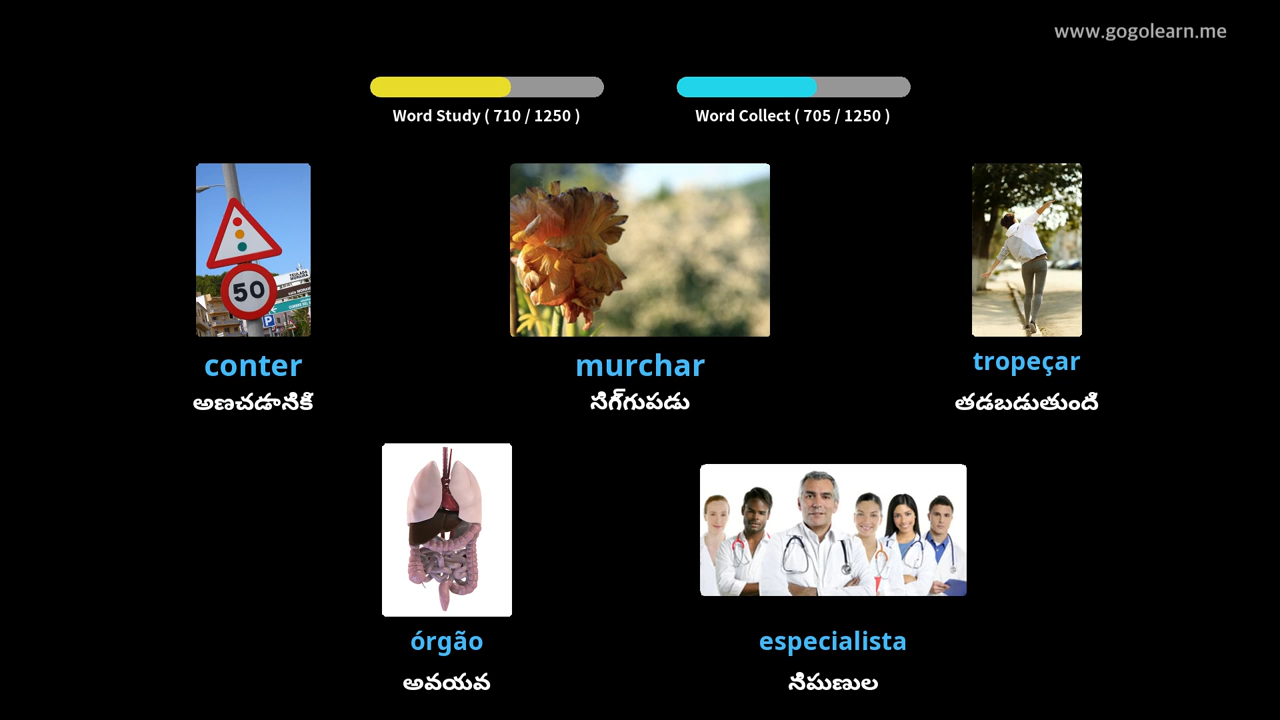 www.gogolearn.me
Word Study ( 710 / 1250 )
Word Collect ( 705 / 1250 )
50
P
conter
murchar
tropeçar
అణచడానికి
సిగ్గుపడు
తడబడుతుంది
órgão
especialista
అవయవ
నిపుణుల